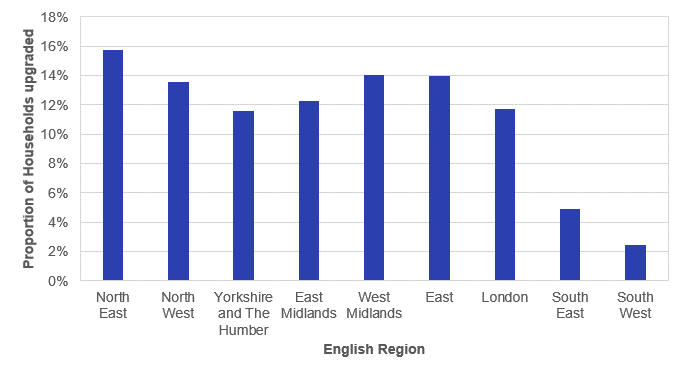 Proportion of Households upgraded
18%
16%
14%
12%
10%
8%
6%
4%
2%
0%
North
East
North
West
Yorkshire
and The
Humber
East
Midlands
West
Midlands
East
London
South
East
South
West
English Region